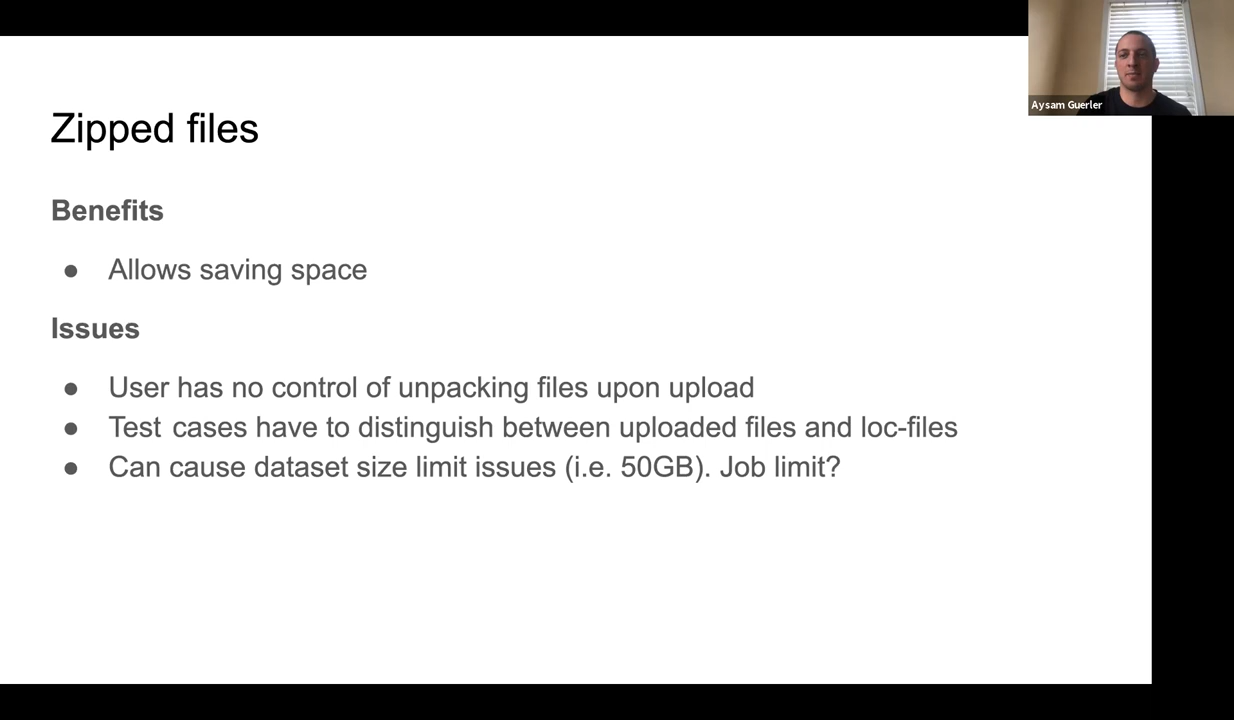 Aysam Guerler
Zipped files
Benefits
● Allows saving space
Issues
● User has no control of unpacking files upon upload
● Test cases have to distinguish between uploaded files and loc-files
● Can cause dataset size limit issues (i.e. 50GB). Job limit?